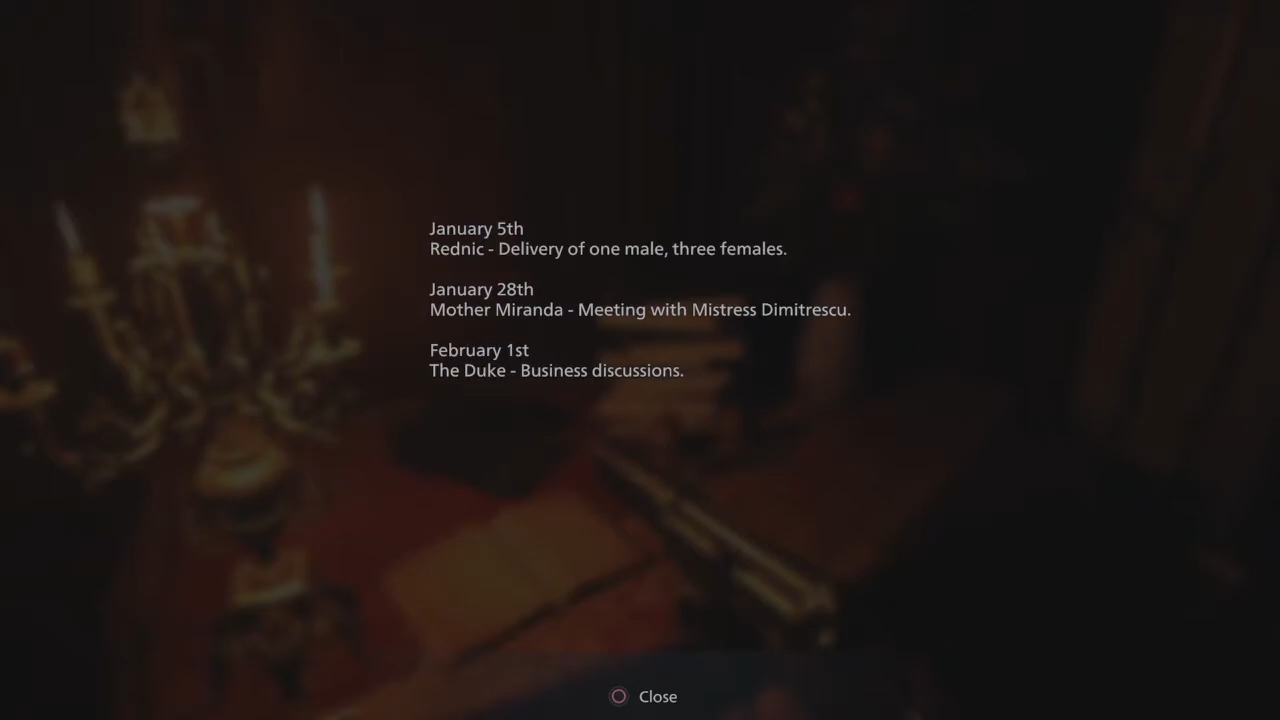 January 5th
Rednic - Delivery of one male, three females.
January 28th
Mother Miranda - Meeting with Mistress Dimitrescu.
February 1st
The Duke - Business discussions.
Close